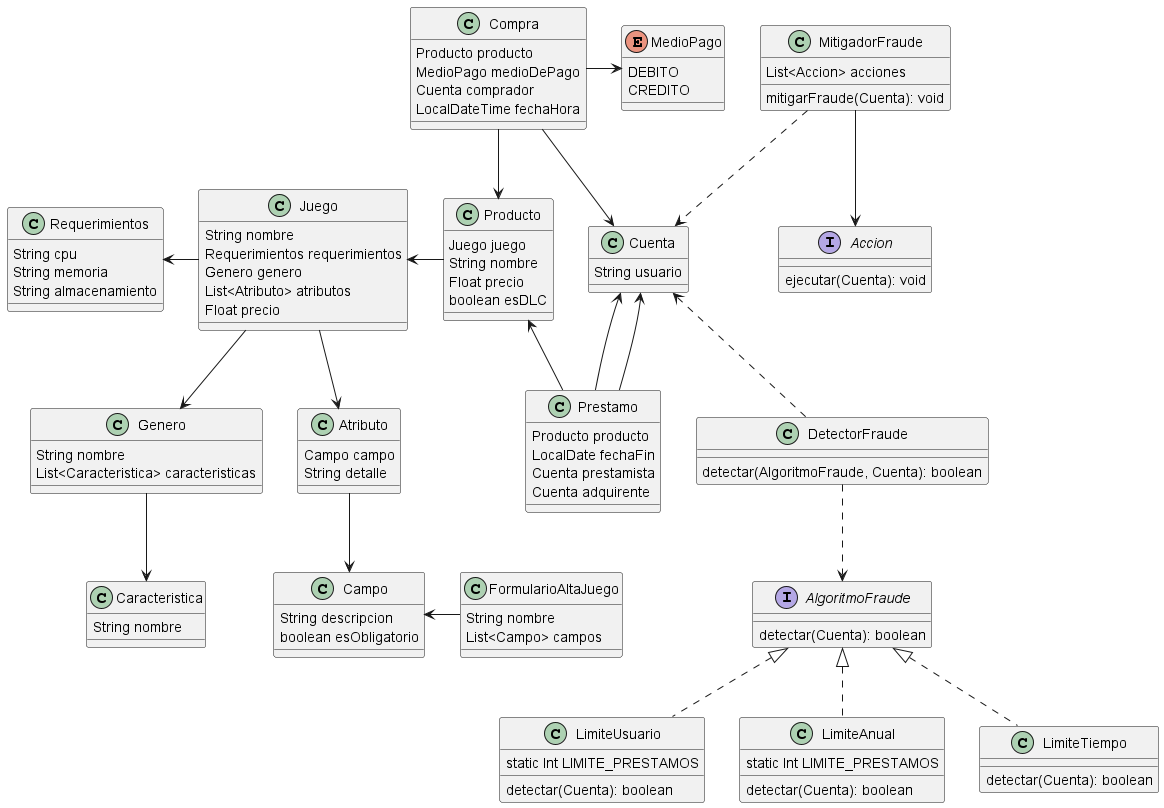 C Compra
Producto producto
MedioPago medioDePago
Cuenta comprador
LocalDateTime fechaHora
E MedioPago
DEBITO
CREDITO
C MitigadorFraude
List<Accion> acciones
mitigarFraude(Cuenta): void
C Requerimientos
String cpu
String memoria
String almacenamiento
C Juego
String nombre
Requerimientos requerimientos
Genero genero
List<Atributo> atributos
Float precio
C Producto
Juego juego
String nombre
Float precio
boolean esDLC
C Cuenta
String usuario
I Accion
ejecutar(Cuenta): void
C Genero
String nombre
List<Caracteristica> caracteristicas
C Atributo
Campo campo
String detalle
C Prestamo
Producto producto
LocalDate fechaFin
Cuenta prestamista
Cuenta adquirente
C DetectorFraude
detectar(AlgoritmoFraude, Cuenta): boolean
C Caracteristica
String nombre
C Campo
String descripcion
boolean esObligatorio
C FormularioAltaJuego
String nombre
List<Campo> campos
I AlgoritmoFraude
detectar(Cuenta): boolean
C LimiteUsuario
static Int LIMITE_PRESTAMOS
detectar(Cuenta): boolean
C LimiteAnual
static Int LIMITE_PRESTAMOS
detectar(Cuenta): boolean
C LimiteTiempo
detectar(Cuenta): boolean